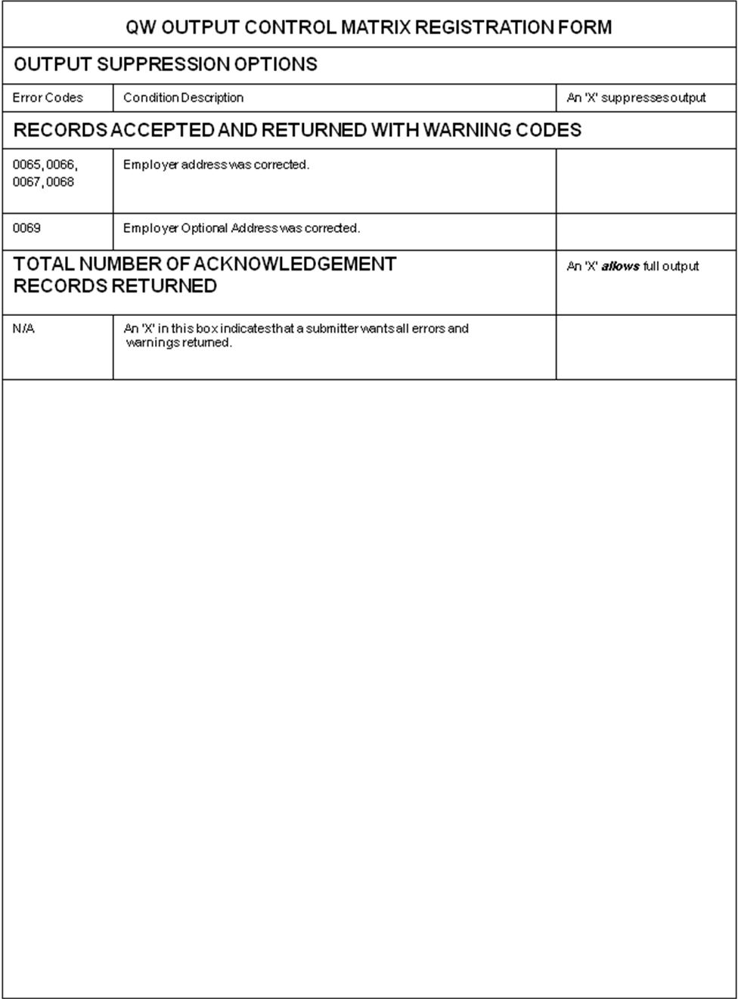 QW OUTPUT CONTROL MATRIX REGISTRATION FORM
OUTPUT SUPPRESSION OPTIONS
Error Codes
Condition Description
An 'X' suppresses output
RECORDS ACCEPTED AND RETURNED WITH WARNING CODES
0065, 0066,
0067, 0068
Employer address was corrected.
0069
Employer Optional Address was corrected.
TOTAL NUMBER OF ACKNOWLEDGEMENT
RECORDS RETURNED
An 'X' allows full output
N/A
An 'X' in this box indicates that a submitter wants all errors and
warnings returned.